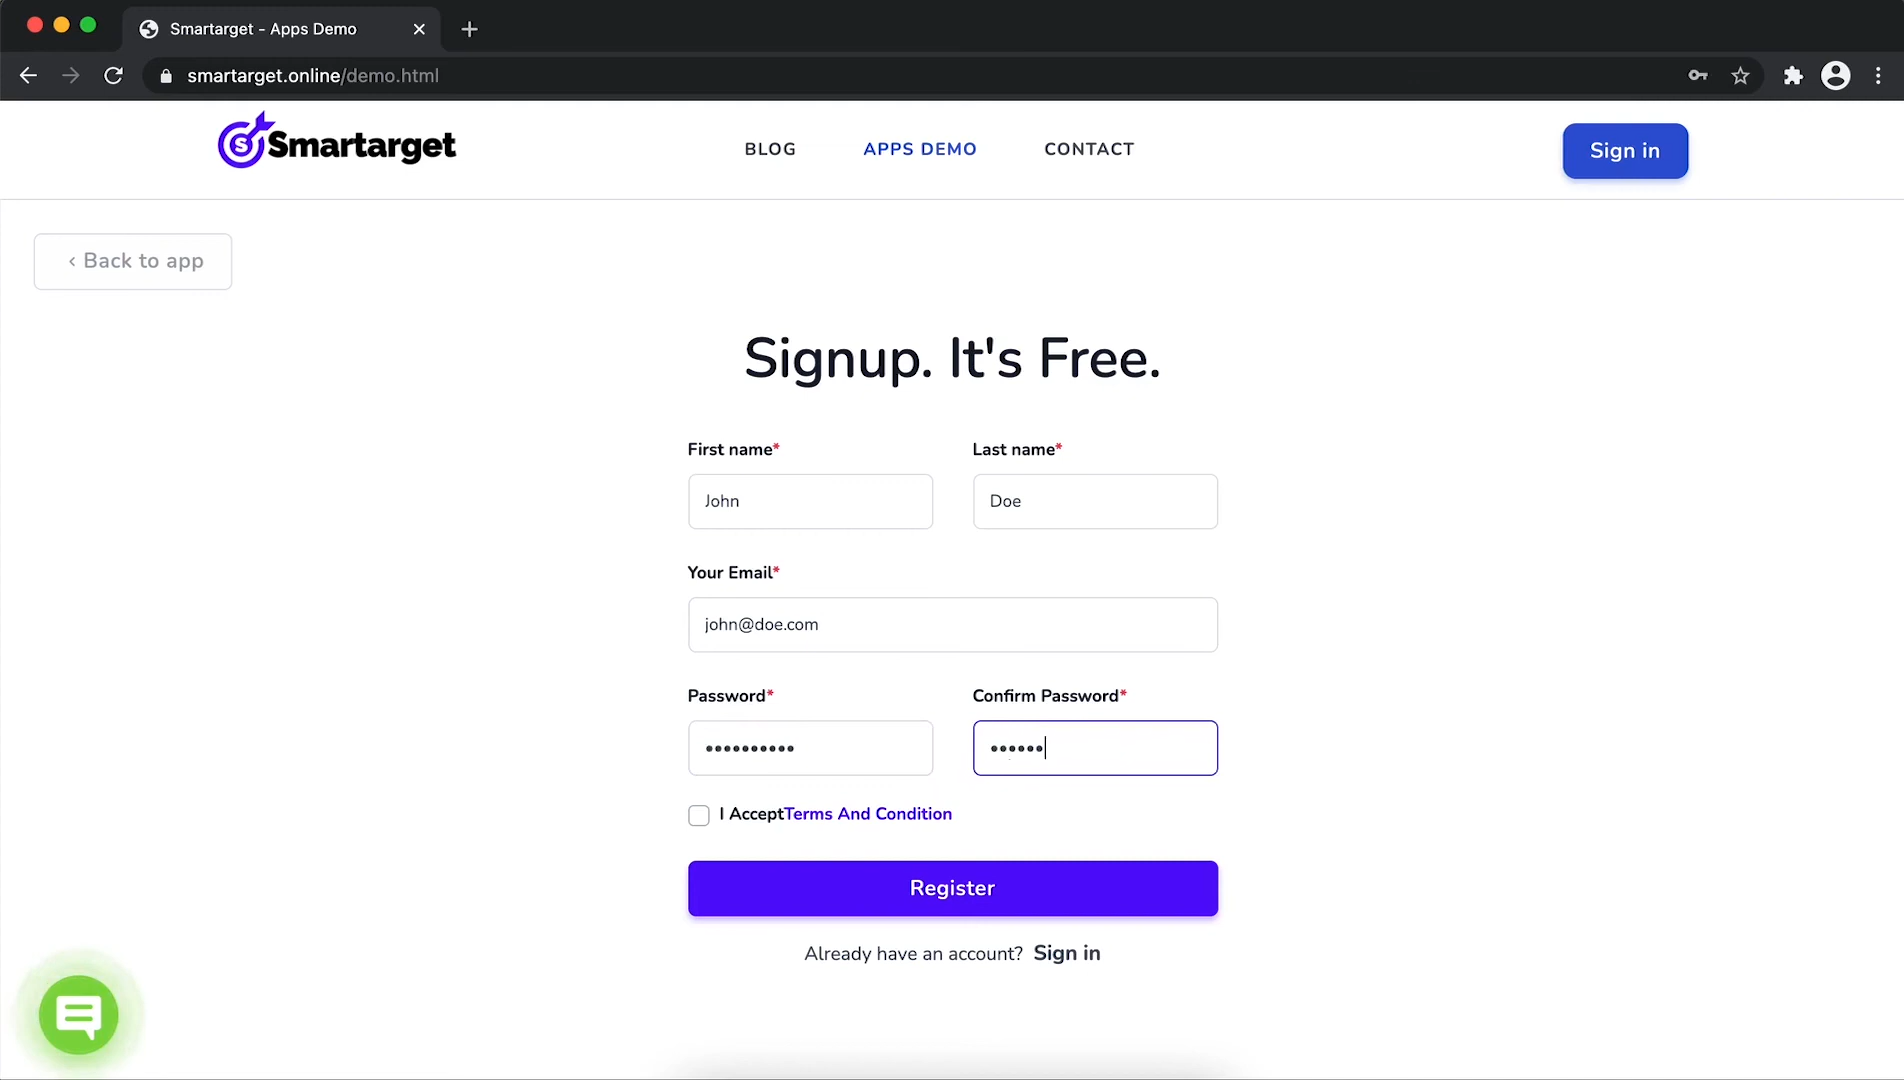 Smartarget - Apps Demo
smartarget.online/demo.html
Smartarget
BLOG
APPS DEMO
CONTACT
Sign in
‹ Back to app
Signup. It's Free.
First name*
Last name*
John
Doe
Your Email*
john@doe.com
Password*
Confirm Password*
••••••••••
••••••
I AcceptTerms And Condition
Register
Already have an account? Sign in